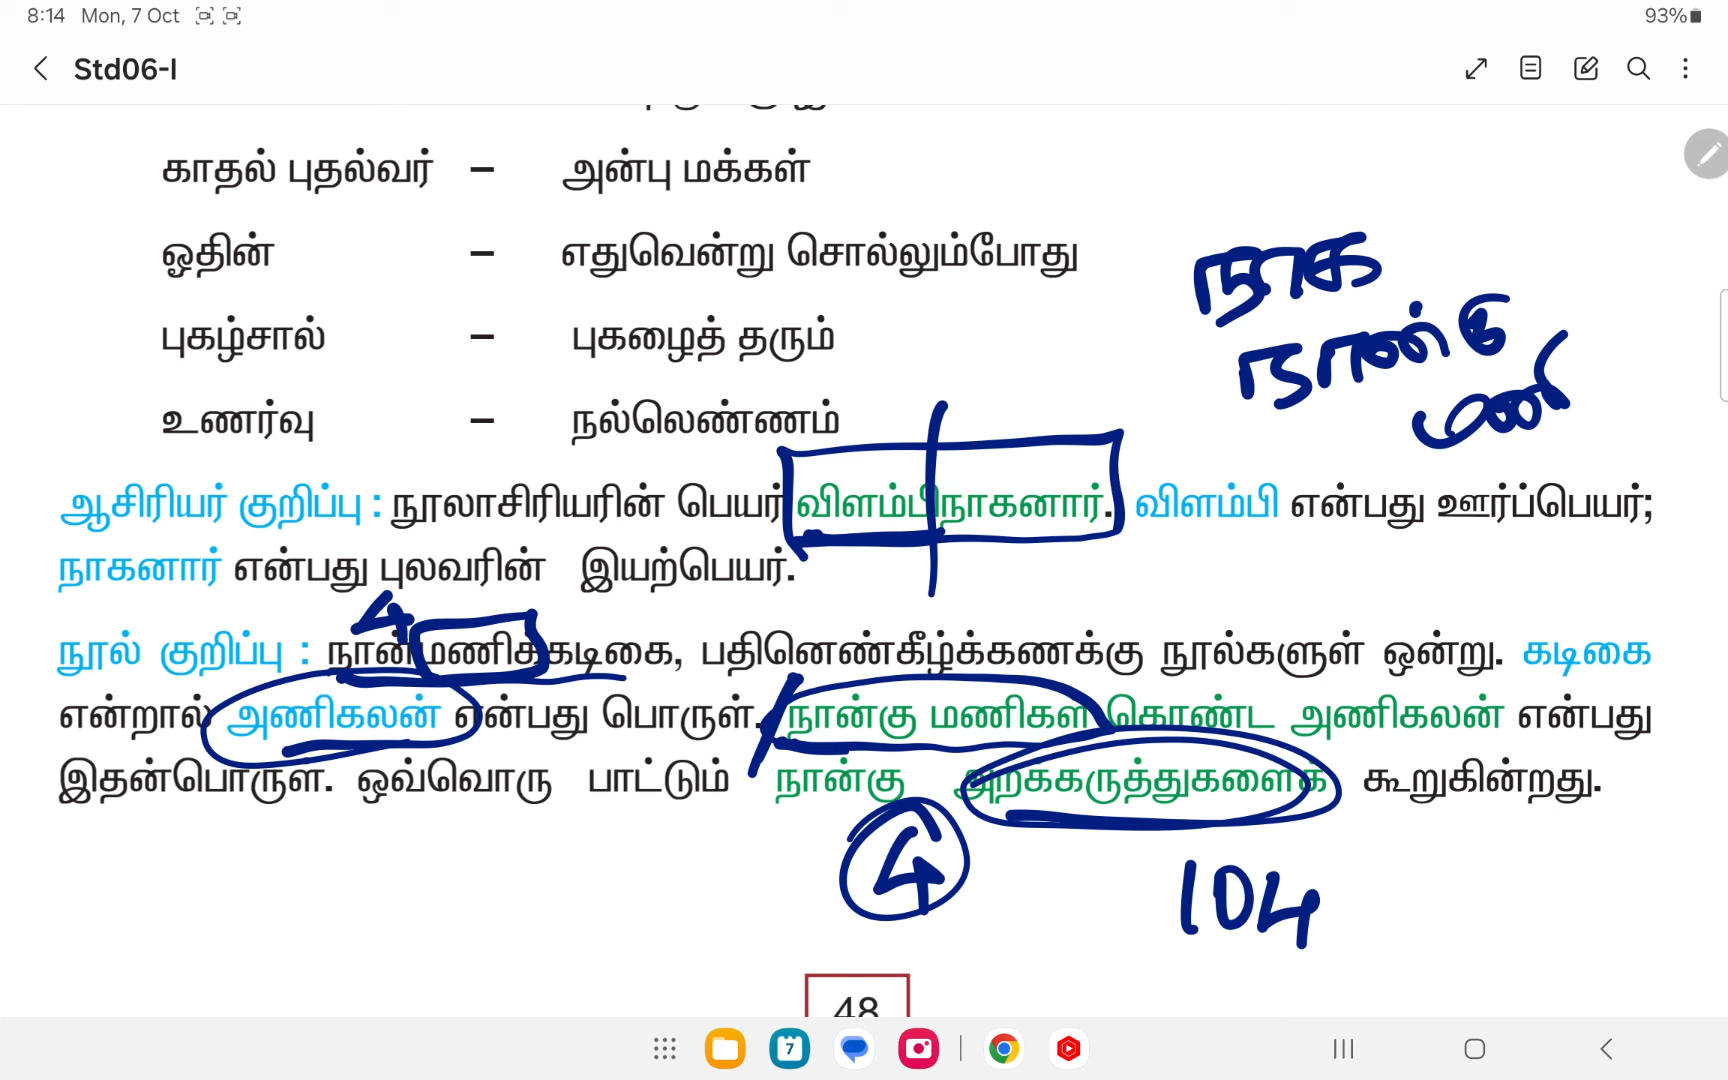 8:14 Mon, 7 Oct
93%
Std06-I
காதல் புதல்வர் – அன்பு மக்கள்
ஓதின் – எதுவென்று சொல்லும்போது
நாக
புகழ்சால் – புகழைத் தரும்
நான்கு
உணர்வு – நல்லெண்ணம்
மணி
ஆசிரியர் குறிப்பு : நூலாசிரியரின் பெயர் விளம்பிநாகனார். விளம்பி என்பது ஊர்ப்பெயர்;
நாகனார் என்பது புலவரின் இயற்பெயர்.
4
நூல் குறிப்பு : நான்மணிக்கடிகை, பதினெண்கீழ்க்கணக்கு நூல்களுள் ஒன்று. கடிகை
என்றால் அணிகலன் என்பது பொருள். நான்கு மணிகள் கொண்ட அணிகலன் என்பது
இதன்பொருள். ஒவ்வொரு பாட்டும் நான்கு அறக்கருத்துகளைக் கூறுகின்றது.
4
104
48
7